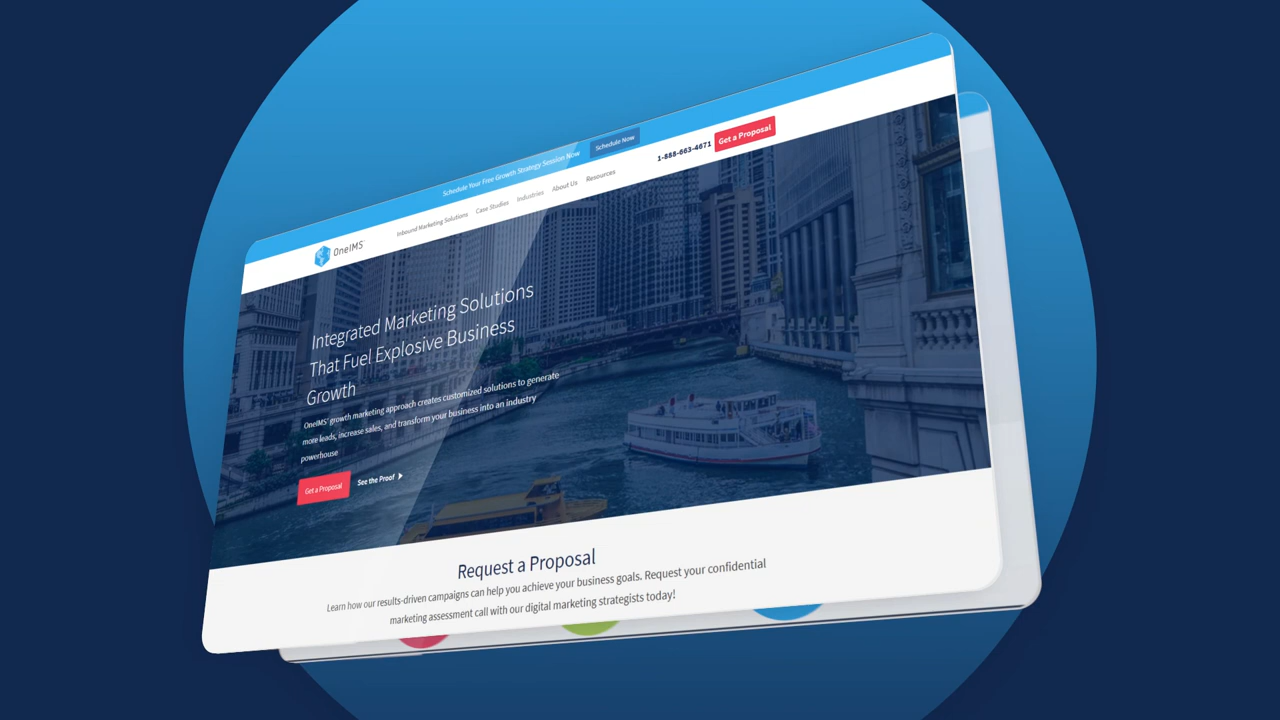 Schedule Your Free Growth Strategy Session Now
Schedule Now
OneIMS
Inbound Marketing Solutions
Case Studies
Industries
About Us
Resources
1-888-663-4671
Get a Proposal
Integrated Marketing Solutions
That Fuel Explosive Business
Growth
OneIMS' growth marketing approach creates customized solutions to generate
more leads, increase sales, and transform your business into an industry
powerhouse
Get a Proposal
See the Proof
Request a Proposal
Learn how our results-driven campaigns can help you achieve your business goals. Request your confidential
marketing assessment call with our digital marketing strategists today!